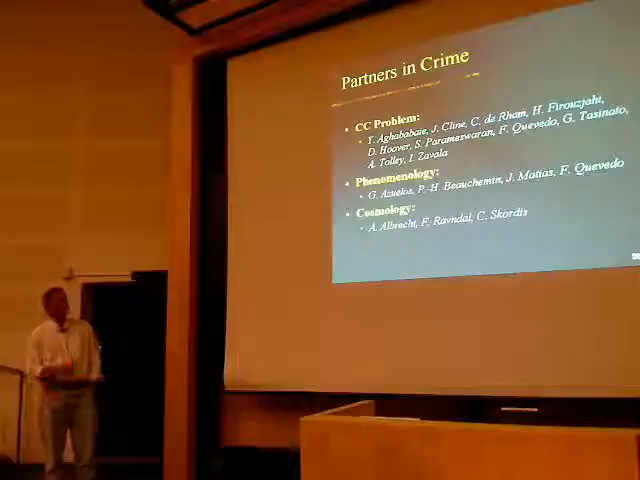 Partners in Crime
• CC Problem:
• Y. Aghababaie, J. Cline, C. de Rham, H. Firouzjahi,
D. Hoover, S. Parameswaran, F. Quevedo, G. Tasinato,
A. Tolley, I. Zavala
• Phenomenology:
• G. Azuelos, P.-H. Beauchemin, J. Matias, F. Quevedo
• Cosmology:
• A. Albrecht, F. Ravndal, C. Skordis